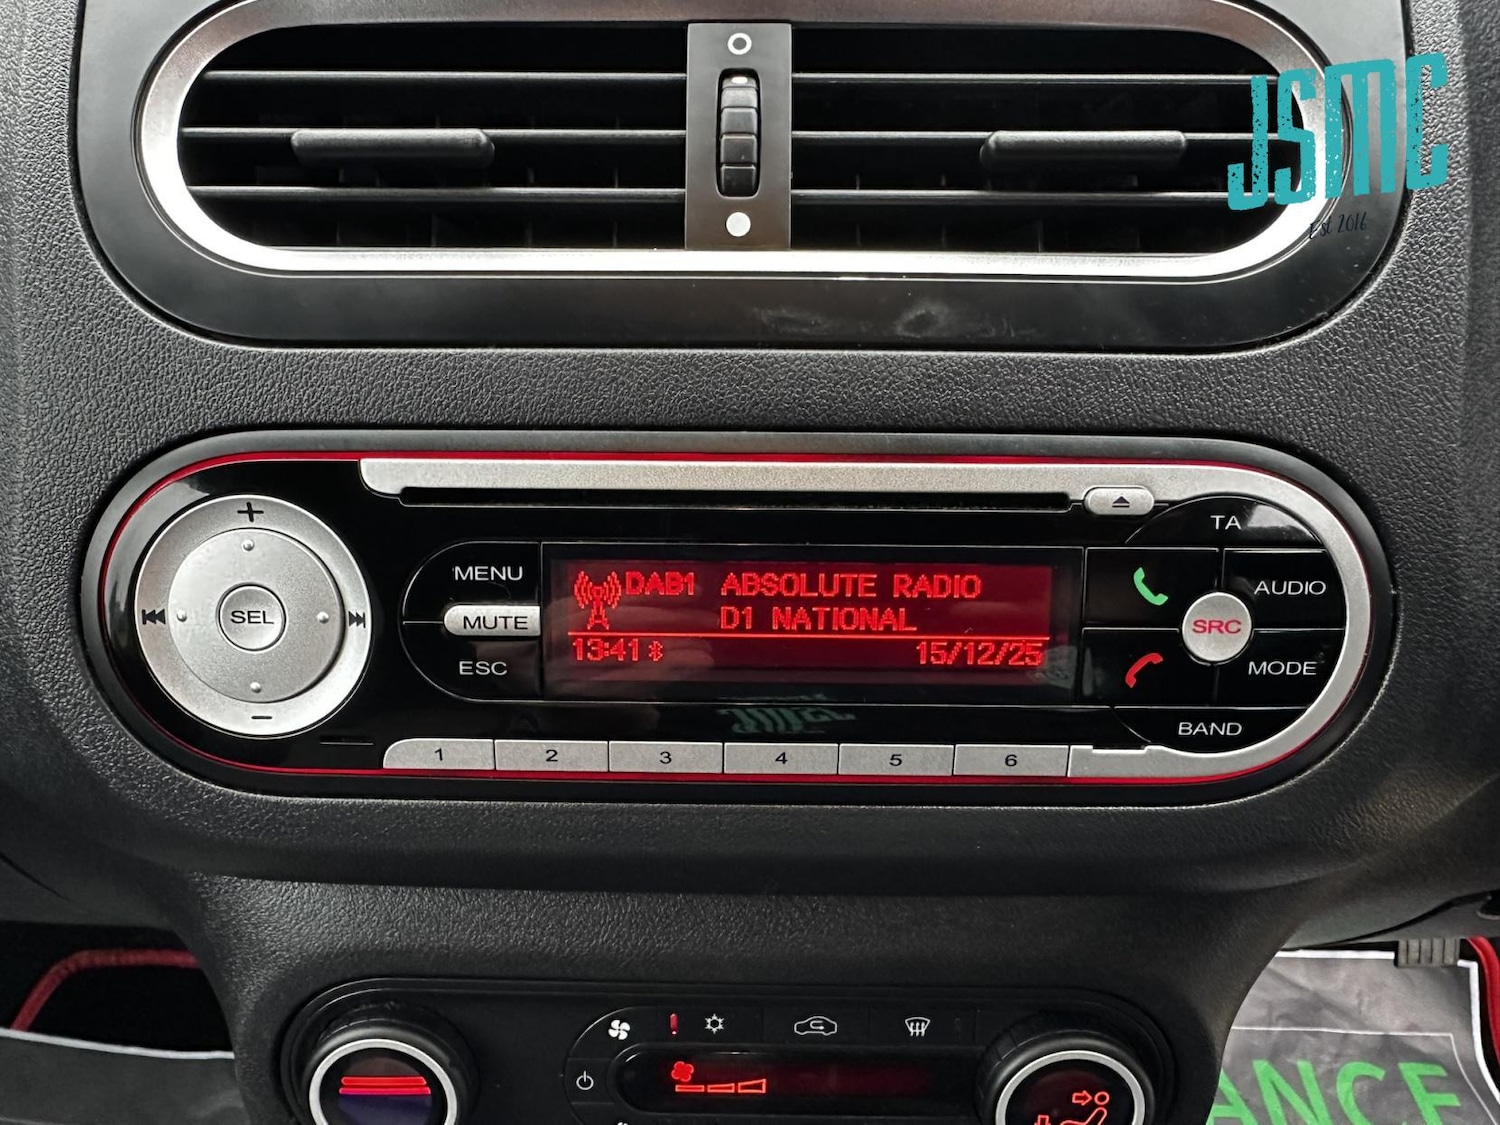 JSMC
Est 2016
TA
MENU
DAB1 ABSOLUTE RADIO
AUDIO
SEL
MUTE
D1 NATIONAL
SRC
13:41 15/12/25
ESC
MODE
BAND
1 2 3 4 5 6
ANCE